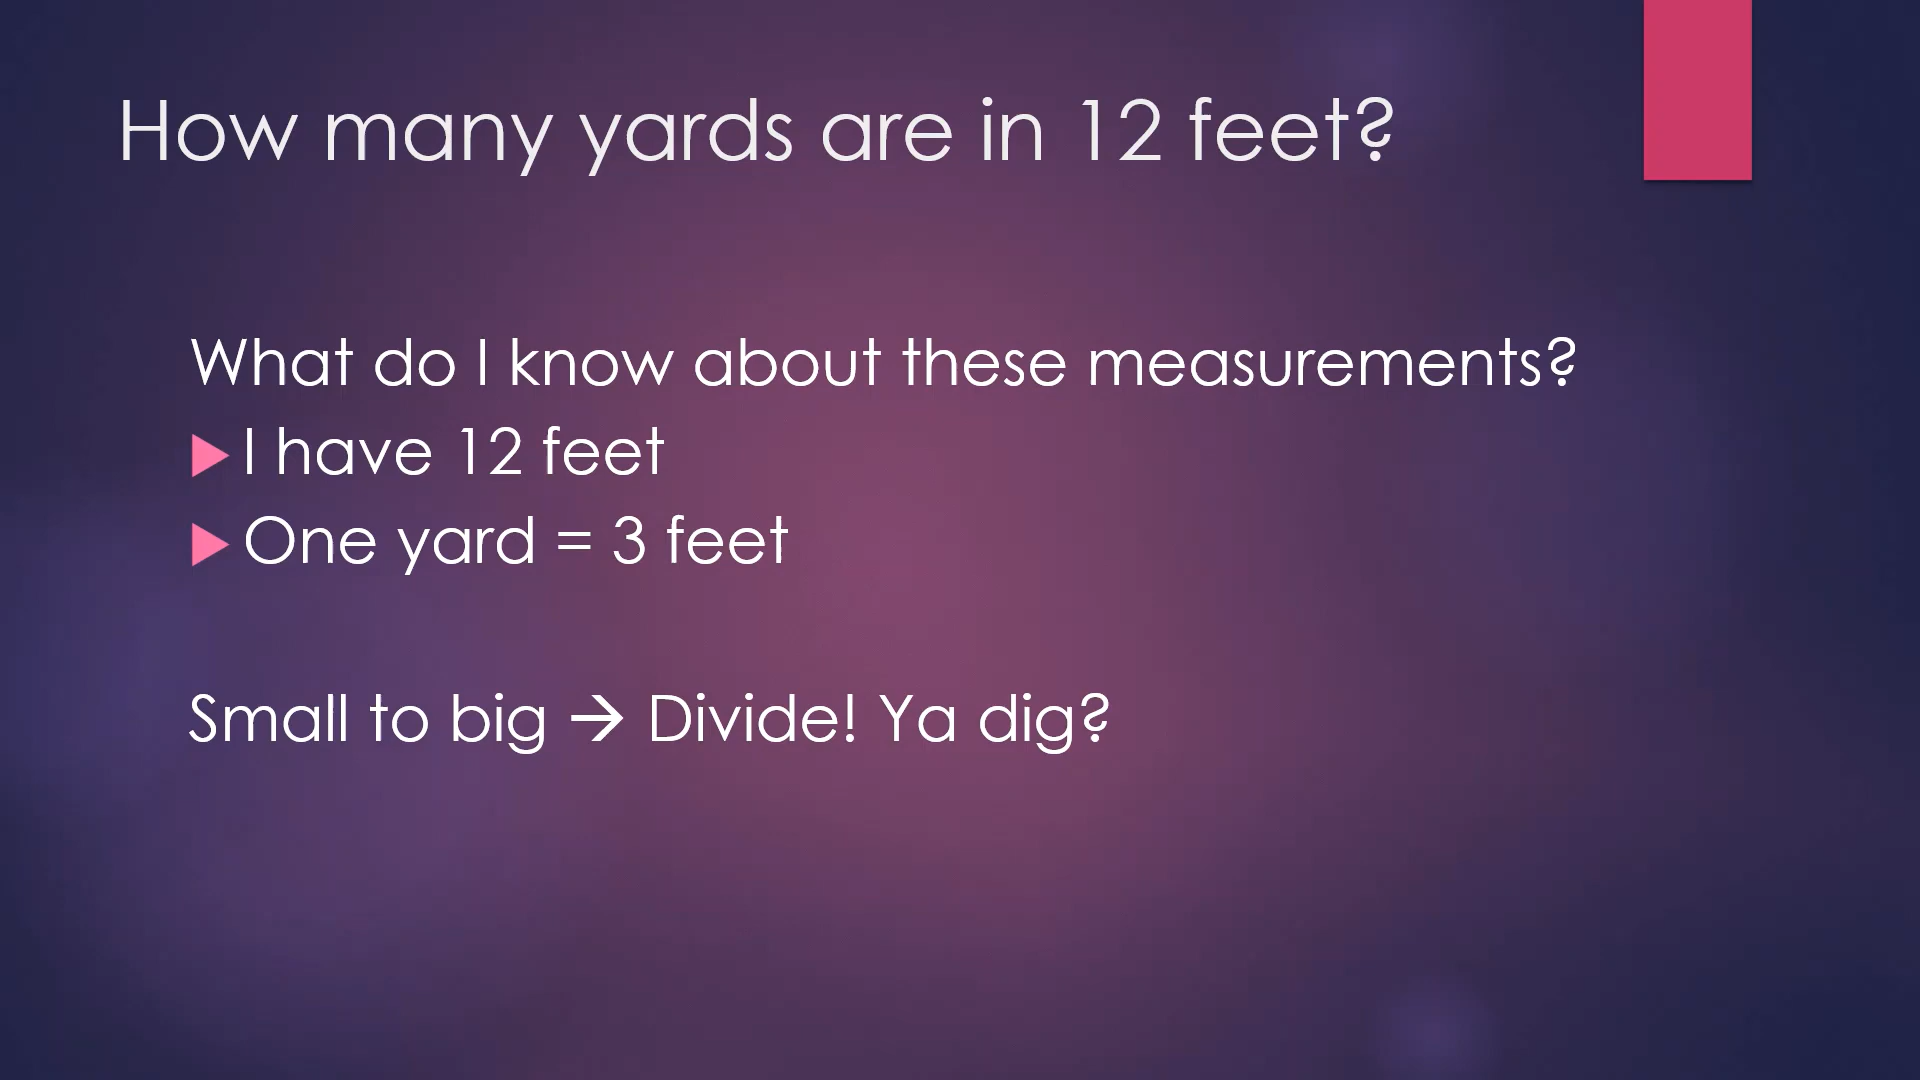 How many yards are in 12 feet?
What do I know about these measurements?
I have 12 feet
One yard = 3 feet
Small to big → Divide! Ya dig?